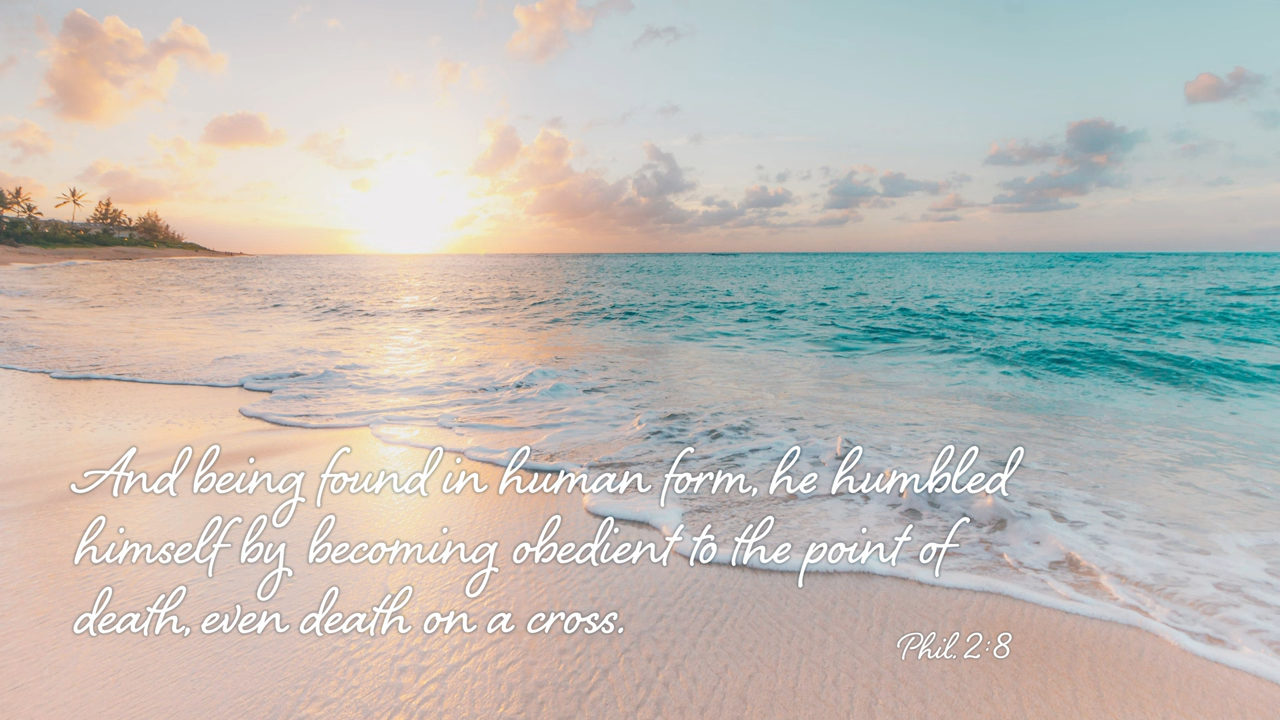 And being found in human form, he humbled
himself by becoming obedient to the point of
death, even death on a cross.
Phil. 2:8